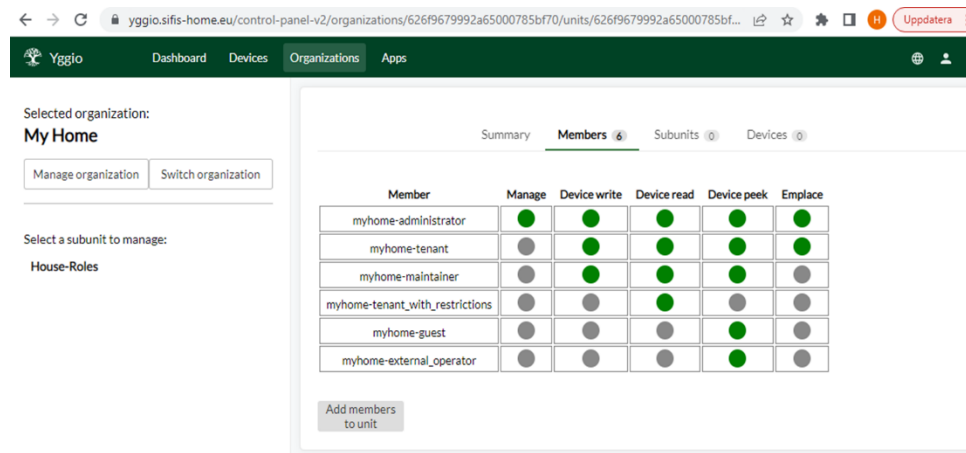 yggio.sifis-home.eu/control-panel-v2/organizations/626f9679992a65000785bf70/units/626f9679992a65000785bf...
H
Uppdatera
Yggio
Dashboard Devices Organizations Apps
Selected organization:
My Home
Manage organization Switch organization
Select a subunit to manage:
House-Roles
Summary Members 6 Subunits 0 Devices 0
Member Manage Device write Device read Device peek Emplace
myhome-administrator
myhome-tenant
myhome-maintainer
myhome-tenant_with_restrictions
myhome-guest
myhome-external_operator
Add members
to unit